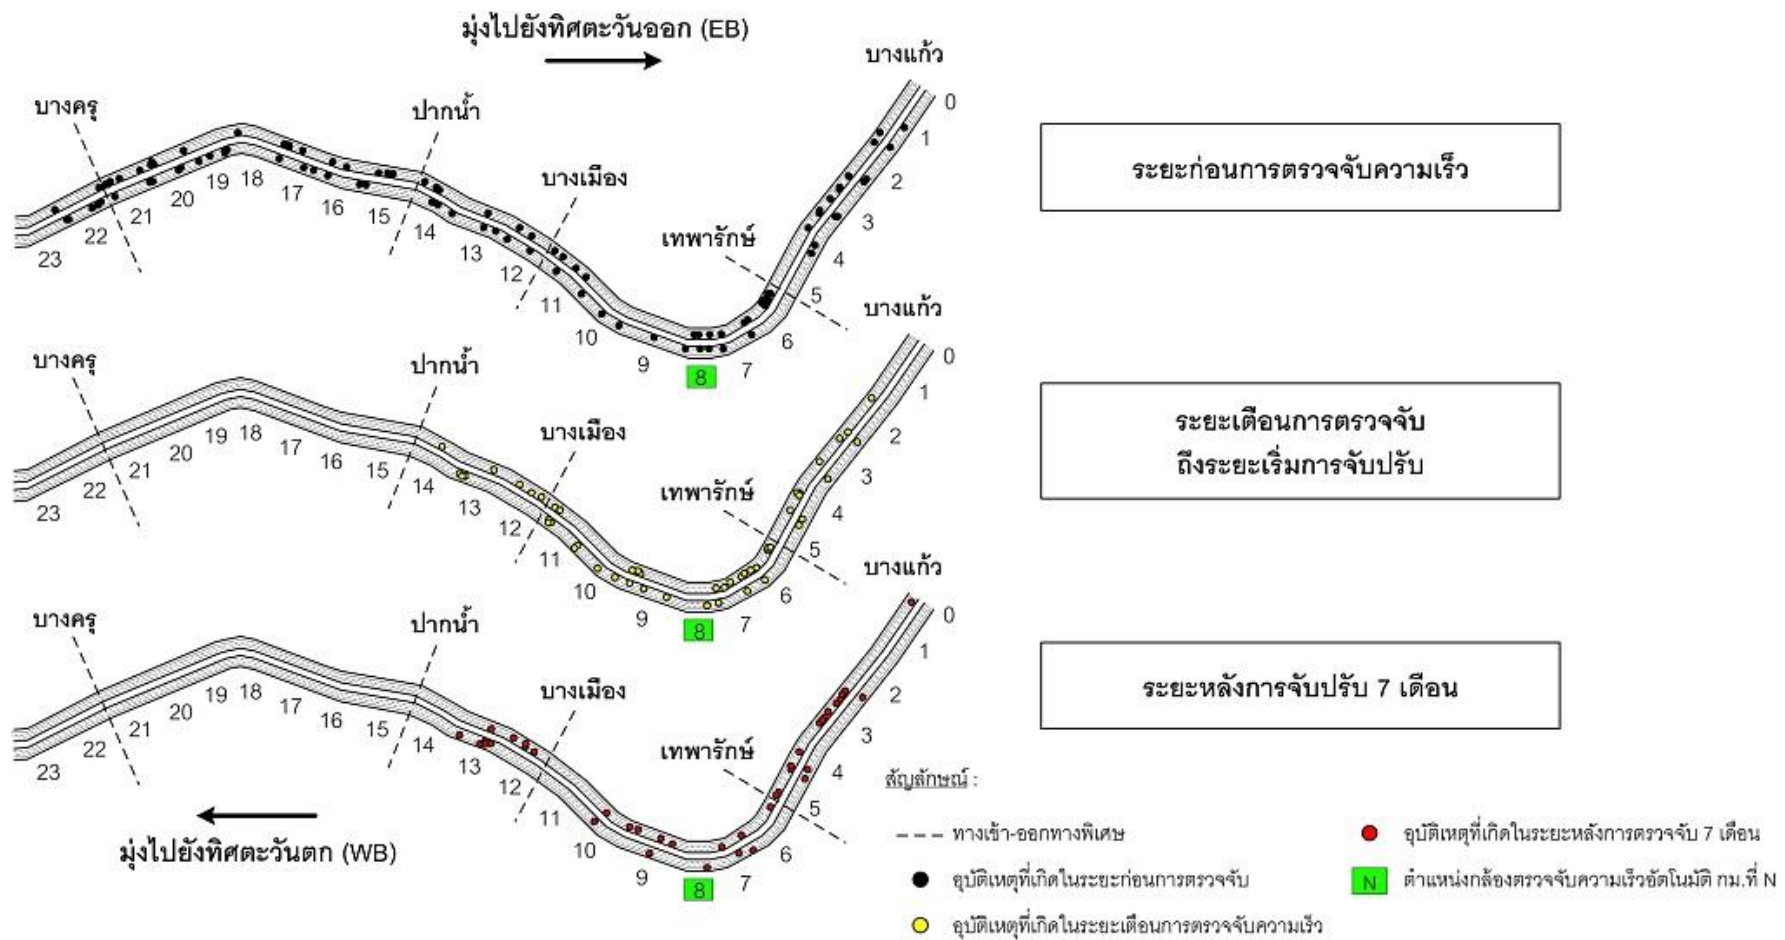 มุ่งไปยังทิศตะวันออก (EB)
บางแก้ว
0
บางครุ
ปากน้ำ
1
บางเมือง
2
เทพารักษ์
3
4
5
6
7
8
9
10
11
12
13
14
15
16
17
18
19
20
21
22
23
ระยะก่อนการตรวจจับความเร็ว
บางแก้ว
0
บางครุ
ปากน้ำ
1
บางเมือง
2
เทพารักษ์
3
4
5
6
7
8
9
10
11
12
13
14
15
16
17
18
19
20
21
22
23
ระยะเตือนการตรวจจับ
ถึงระยะเริ่มการจับปรับ
บางแก้ว
0
บางครุ
ปากน้ำ
1
บางเมือง
2
เทพารักษ์
3
4
5
6
7
8
9
10
11
12
13
14
15
16
17
18
19
20
21
22
23
ระยะหลังการจับปรับ 7 เดือน
มุ่งไปยังทิศตะวันตก (WB)
สัญลักษณ์ :
ทางเข้า-ออกทางพิเศษ
อุบัติเหตุที่เกิดในระยะหลังการตรวจจับ 7 เดือน
อุบัติเหตุที่เกิดในระยะก่อนการตรวจจับ
N ตำแหน่งกล้องตรวจจับความเร็วอัตโนมัติ กม.ที่ N
อุบัติเหตุที่เกิดในระยะเตือนการตรวจจับความเร็ว